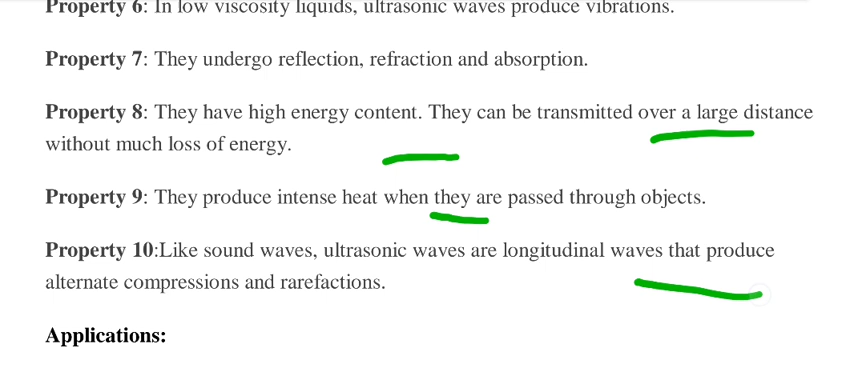 Property 6: In low viscosity liquids, ultrasonic waves produce vibrations.
Property 7: They undergo reflection, refraction and absorption.
Property 8: They have high energy content. They can be transmitted over a large distance
without much loss of energy.
Property 9: They produce intense heat when they are passed through objects.
Property 10:Like sound waves, ultrasonic waves are longitudinal waves that produce
alternate compressions and rarefactions.
Applications: